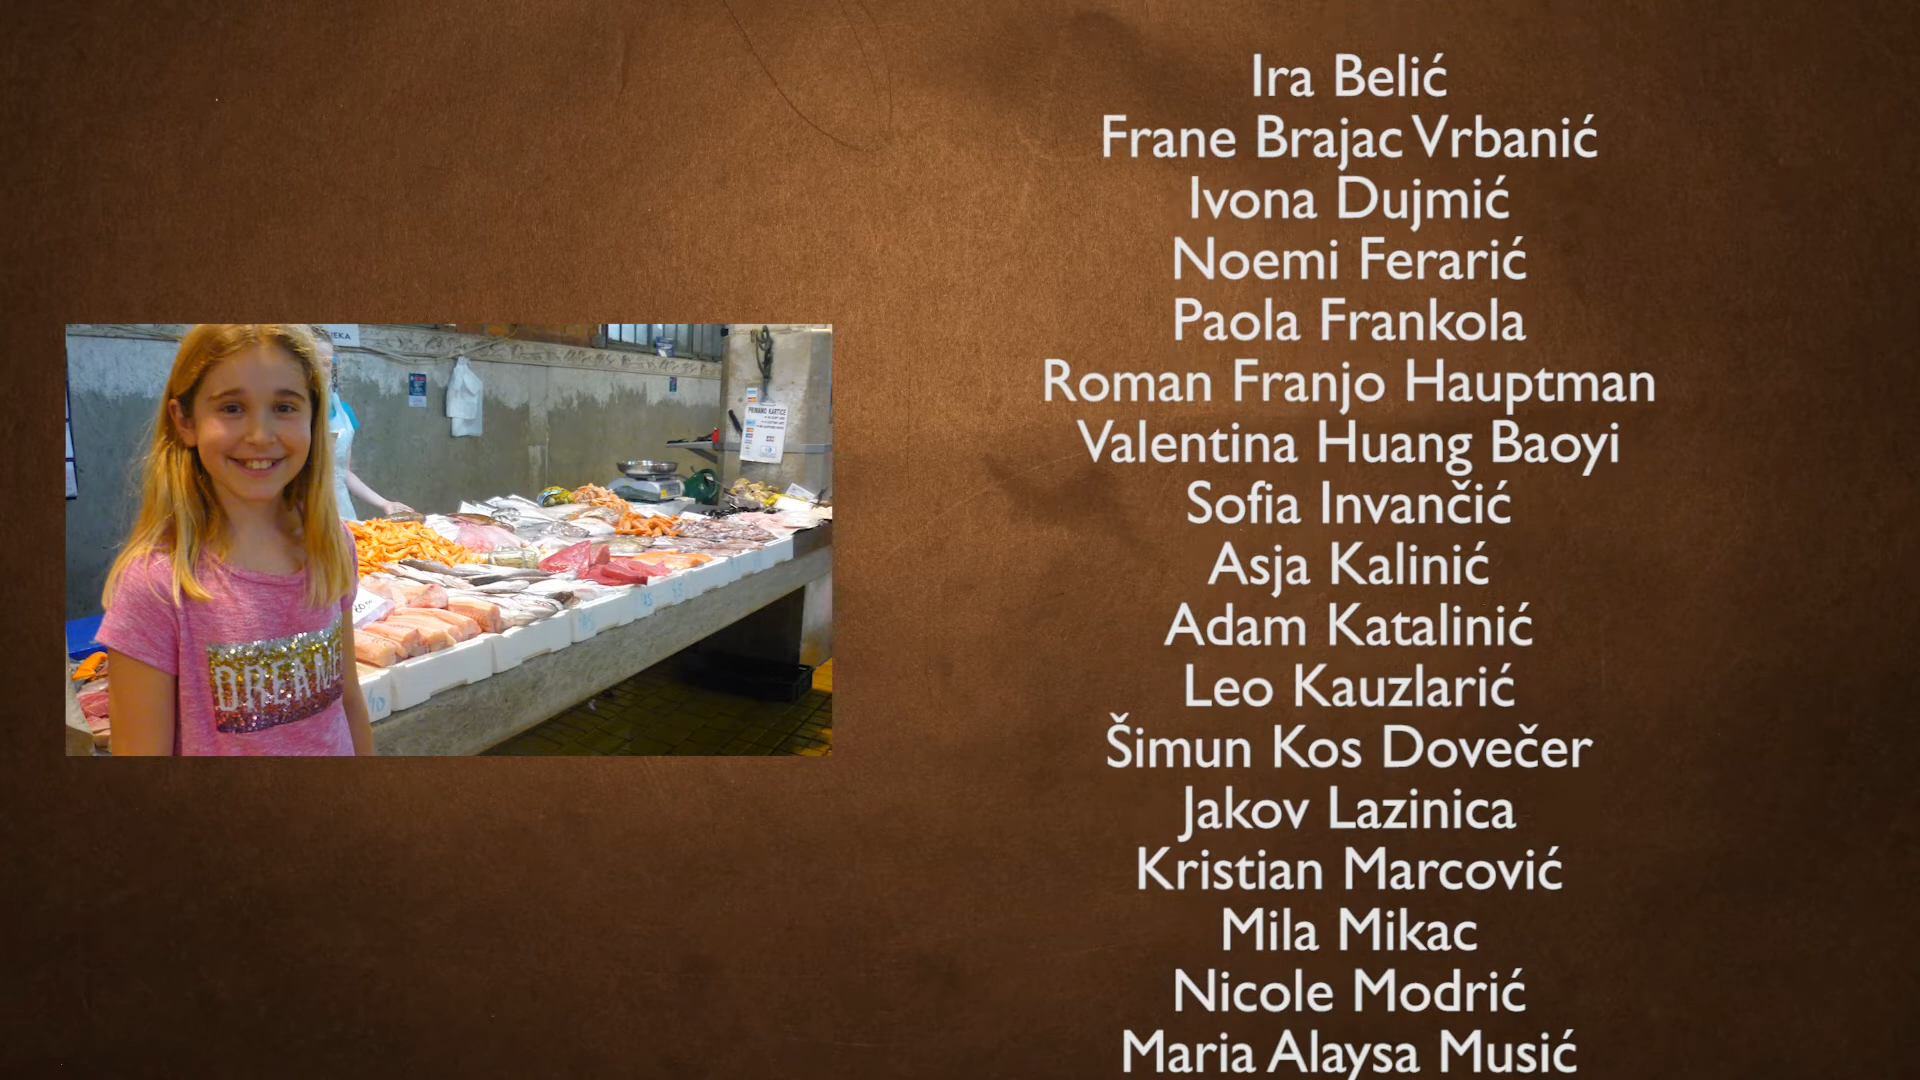 Ira Belić
Frane Brajac Vrbanić
Ivona Dujmić
Noemi Ferarić
Paola Frankola
Roman Franjo Hauptman
Valentina Huang Baoyi
Sofia Invančić
Asja Kalinić
Adam Katalinić
Leo Kauzlarić
Šimun Kos Dovečer
Jakov Lazinica
Kristian Marcović
Mila Mikac
Nicole Modrić
Maria Alaysa Musić
PRIMAMO KARTICE